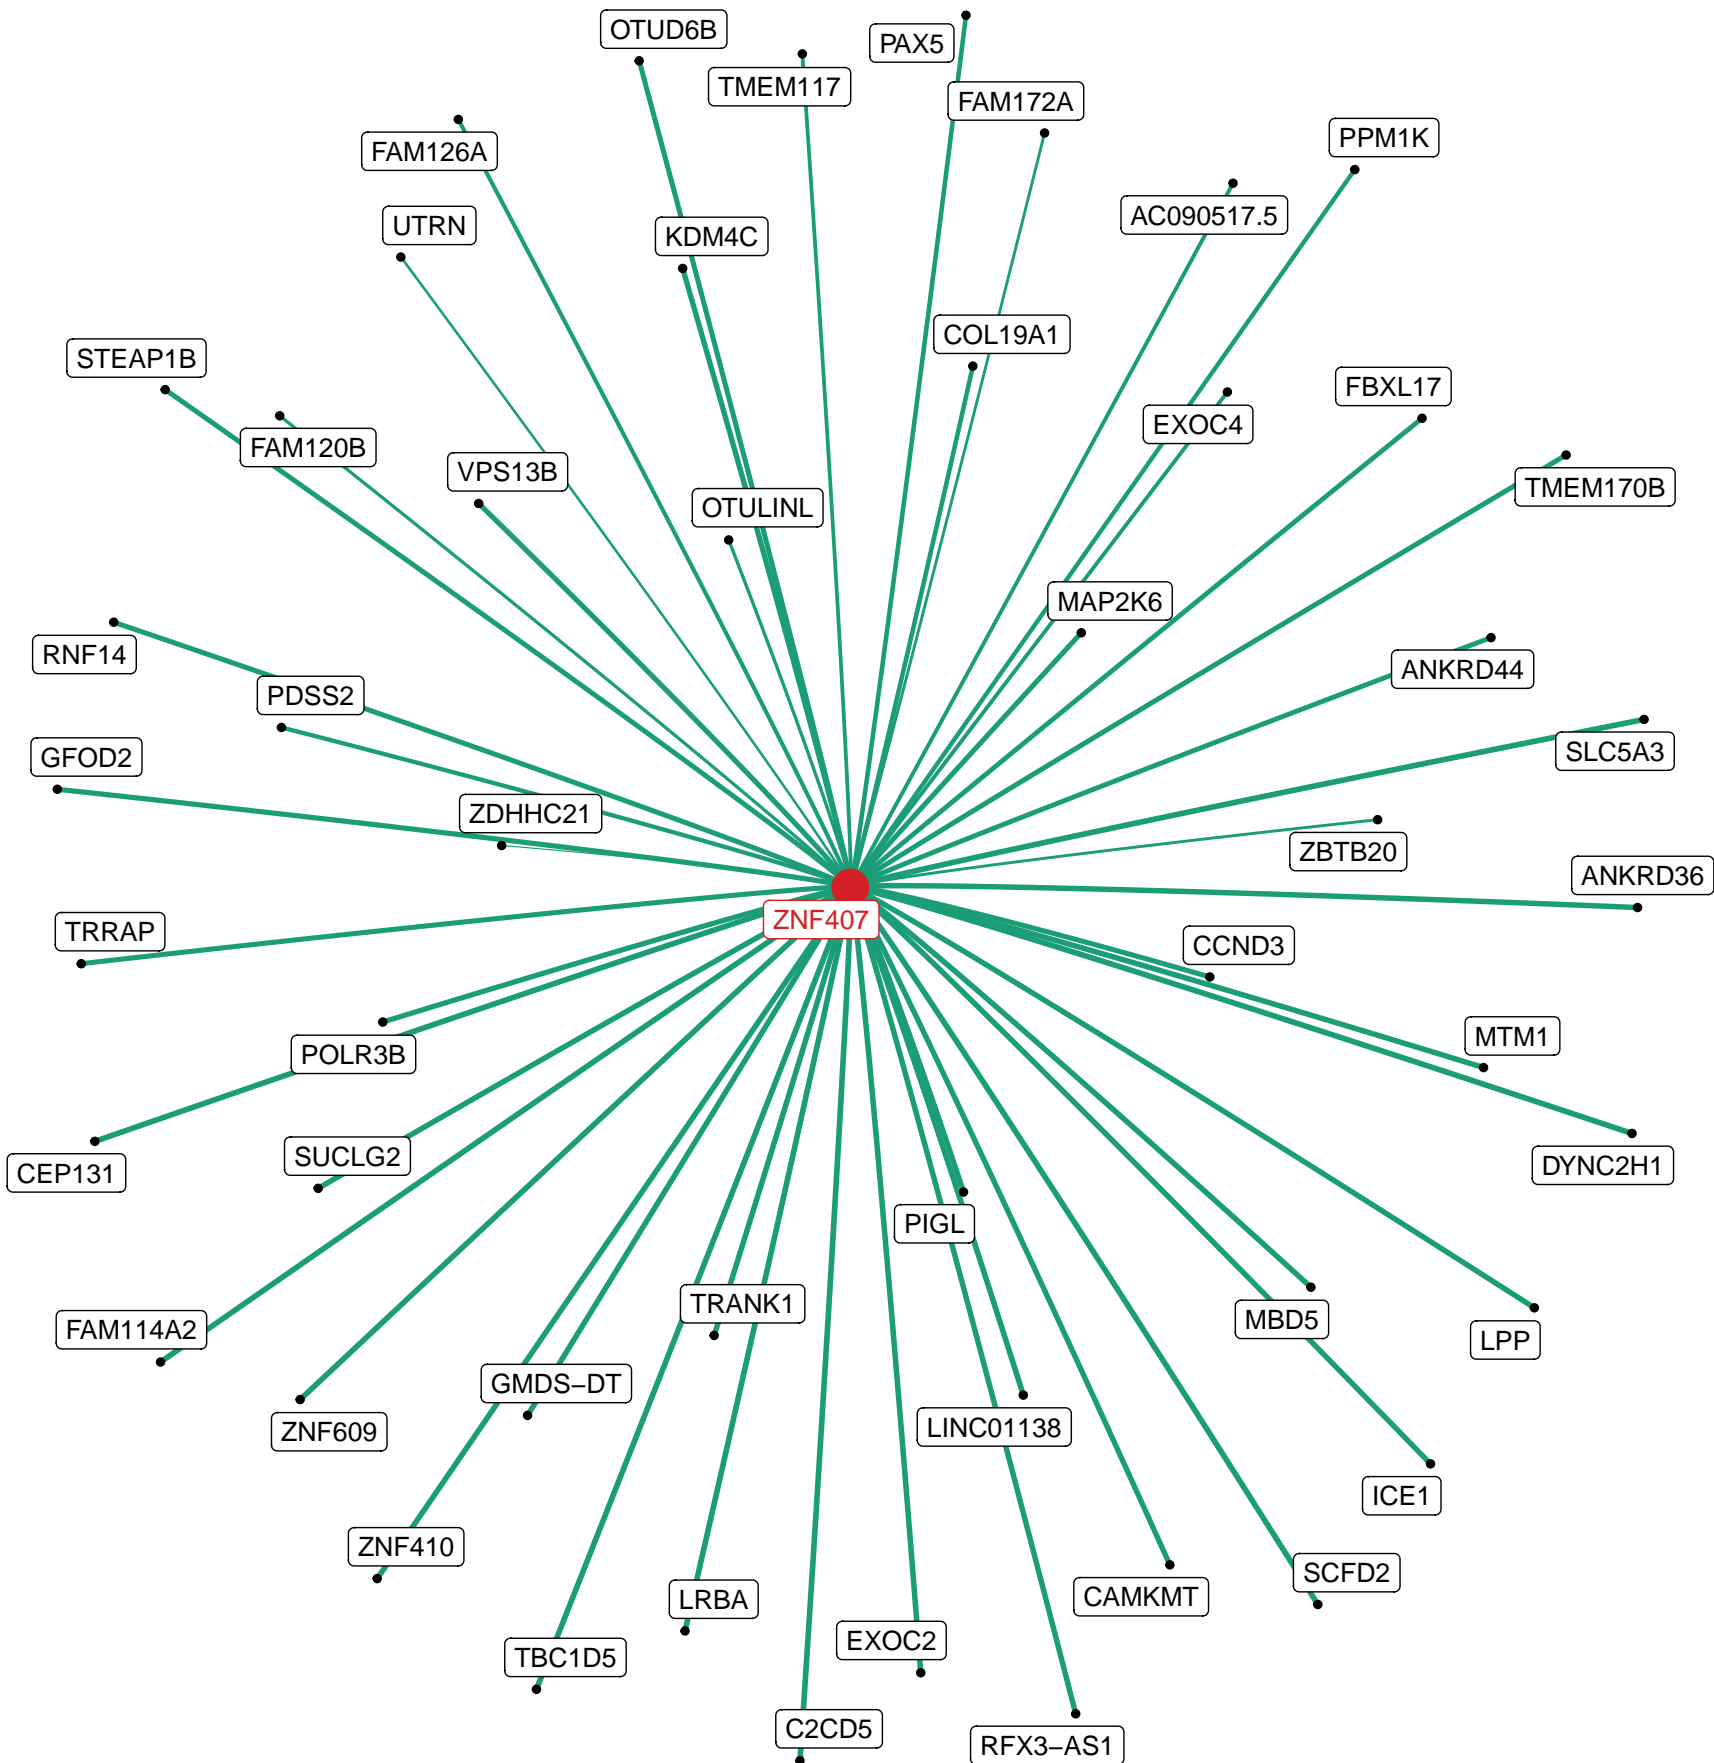 OTUD6B
PAX5
TMEM117
FAM172A
PPM1K
FAM126A
AC090517.5
UTRN
KDM4C
COL19A1
STEAP1B
FBXL17
EXOC4
FAM120B
VPS13B
TMEM170B
OTULINL
MAP2K6
RNF14
ANKRD44
PDSS2
SLC5A3
GFOD2
ZDHHC21
ZBTB20
ANKRD36
ZNF407
TRRAP
CCND3
MTM1
POLR3B
SUCLG2
DYNC2H1
CEP131
PIGL
TRANK1
MBD5
FAM114A2
LPP
GMDS−DT
LINC01138
ZNF609
ICE1
ZNF410
SCFD2
CAMKMT
LRBA
EXOC2
TBC1D5
C2CD5
RFX3−AS1